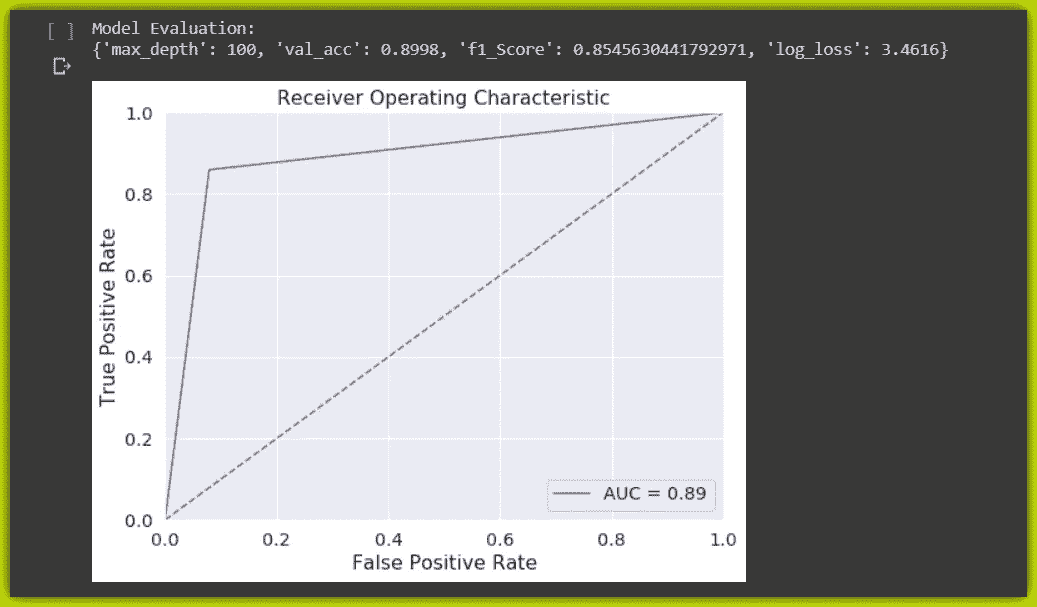 [ ] Model Evaluation:
{'max_depth': 100, 'val_acc': 0.8998, 'f1_Score': 0.8545630441792971, 'log_loss': 3.4616}
Receiver Operating Characteristic
1.0
0.8
0.6
0.4
0.2
0.0
True Positive Rate
AUC = 0.89
0.0 0.2 0.4 0.6 0.8 1.0
False Positive Rate